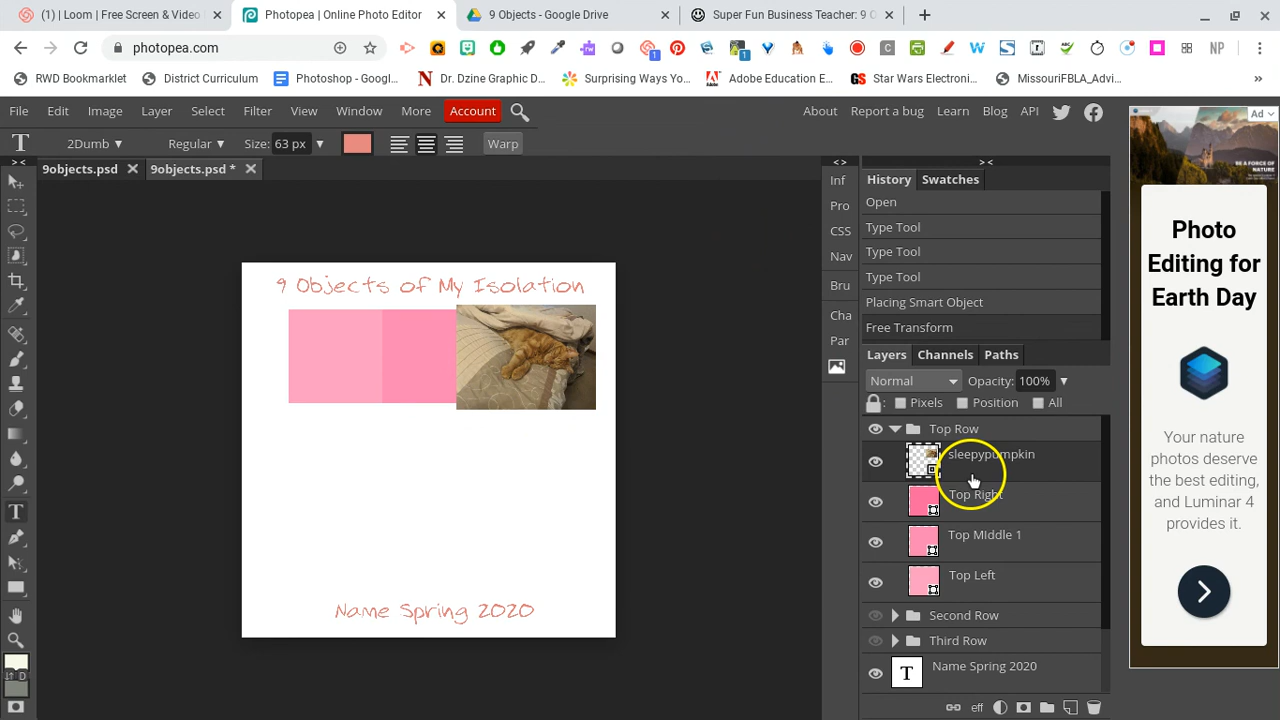 (1) Loom | Free Screen & Video
Photopea | Online Photo Editor
9 Objects - Google Drive
Super Fun Business Teacher: 9 O
photopea.com
1
1
NP
RWD Bookmarklet
District Curriculum
Photoshop - Googl...
Dr. Dzine Graphic D...
Surprising Ways Yo...
Adobe Education E...
Star Wars Electroni...
MissouriFBLA_Advi...
File Edit Image Layer Select Filter View Window More Account
About Report a bug Learn Blog API
2Dumb Regular Size: 63 px Warp
9objects.psd 9objects.psd *
Inf
Pro
CSS
Nav
Bru
Cha
Par
History Swatches
Open
Type Tool
Type Tool
Type Tool
Placing Smart Object
Free Transform
Layers Channels Paths
Normal Opacity: 100%
Pixels Position All
Top Row
sleepypumpkin
Top Right
Top MIddle 1
Top Left
Second Row
Third Row
Name Spring 2020
eff
9 Objects of My Isolation
Name Spring 2020
Ad
BE A FORCE OF
NATURE
Photo
Editing for
Earth Day
Your nature
photos deserve
the best editing,
and Luminar 4
provides it.